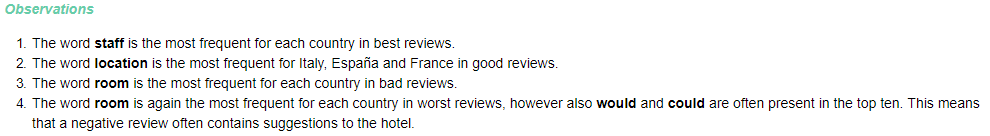 Observations
1. The word staff is the most frequent for each country in best reviews.
2. The word location is the most frequent for Italy, España and France in good reviews.
3. The word room is the most frequent for each country in bad reviews.
4. The word room is again the most frequent for each country in worst reviews, however also would and could are often present in the top ten. This means
that a negative review often contains suggestions to the hotel.